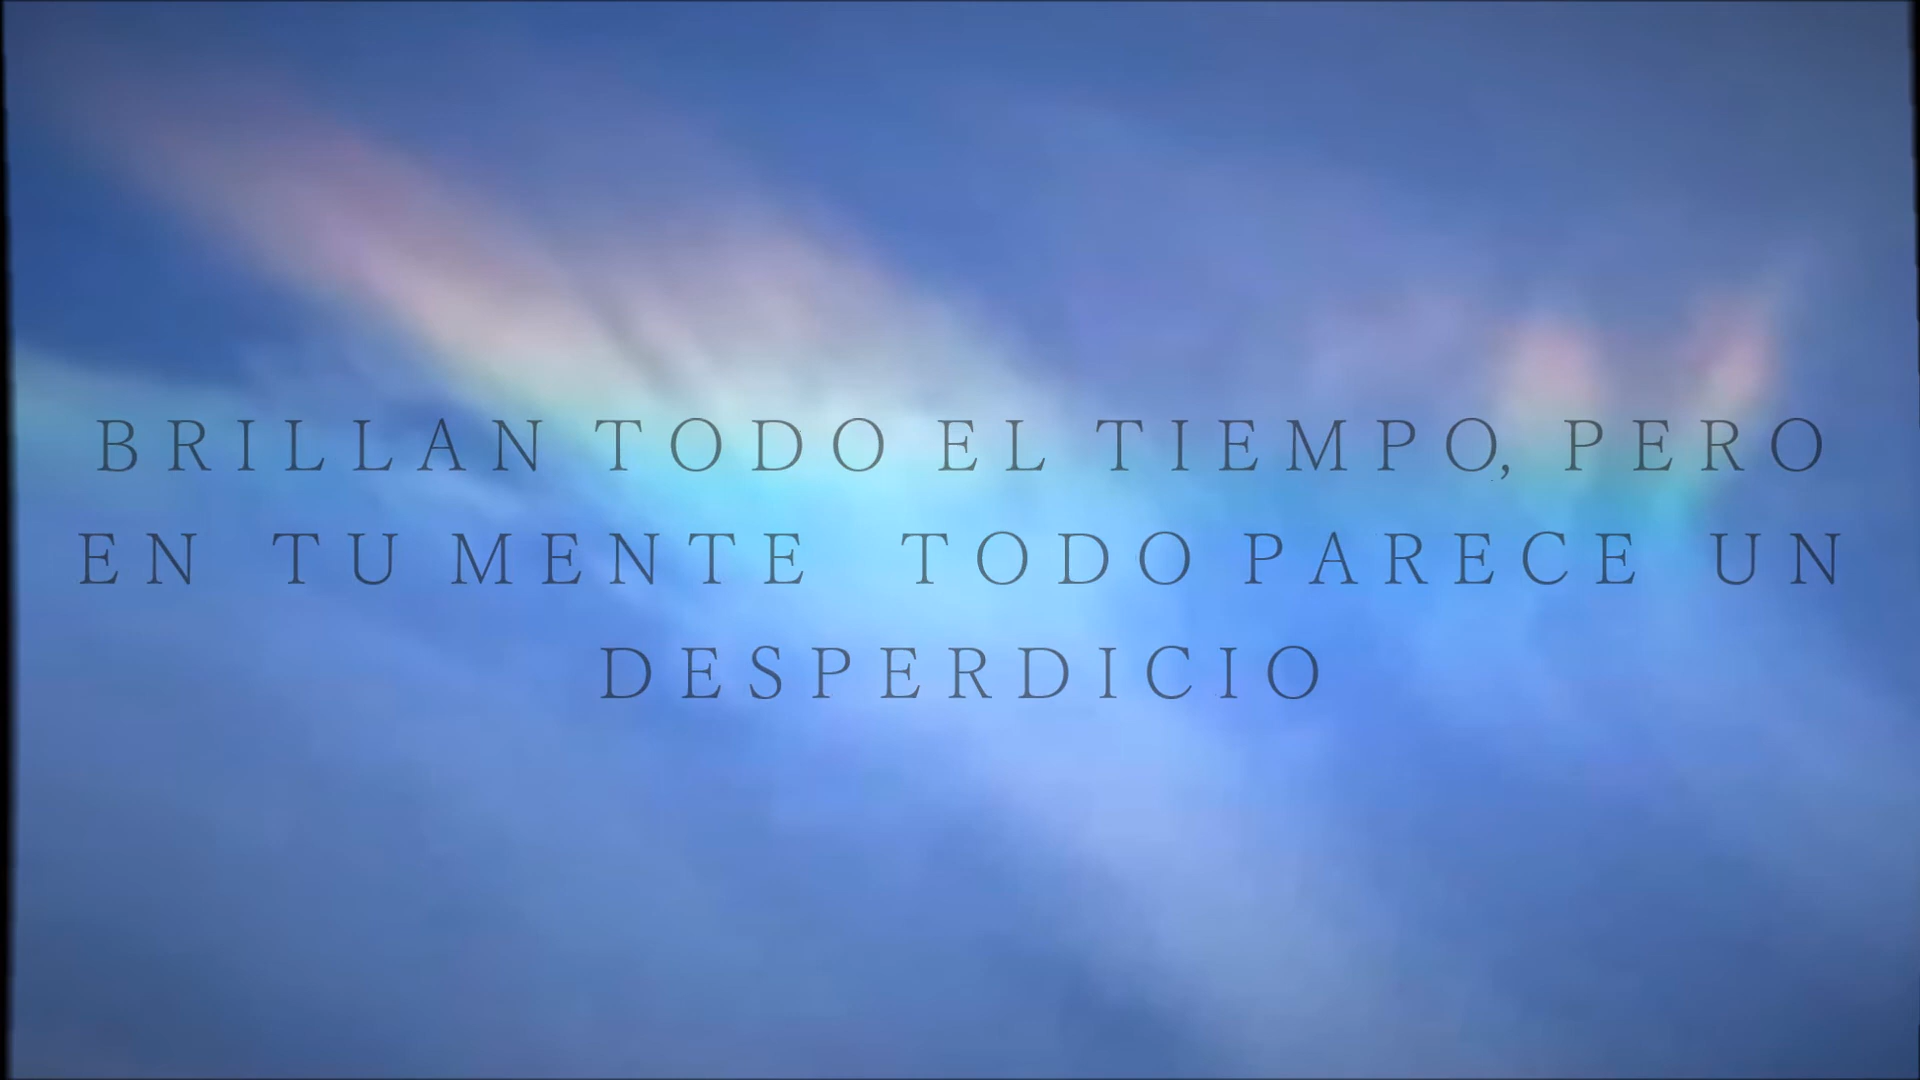 BRILLAN TODO EL TIEMPO, PERO
EN TU MENTE TODO PARECE UN
DESPERDICIO